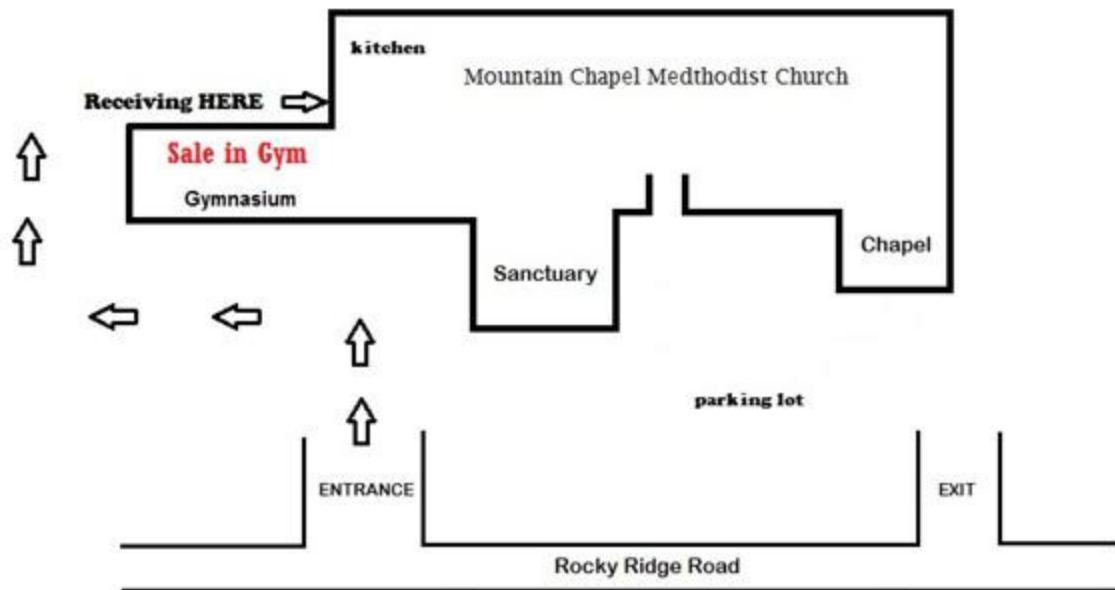 kitchen
Mountain Chapel Medthodist Church
Receiving HERE
Sale in Gym
Gymnasium
Chapel
Sanctuary
parking lot
ENTRANCE
EXIT
Rocky Ridge Road